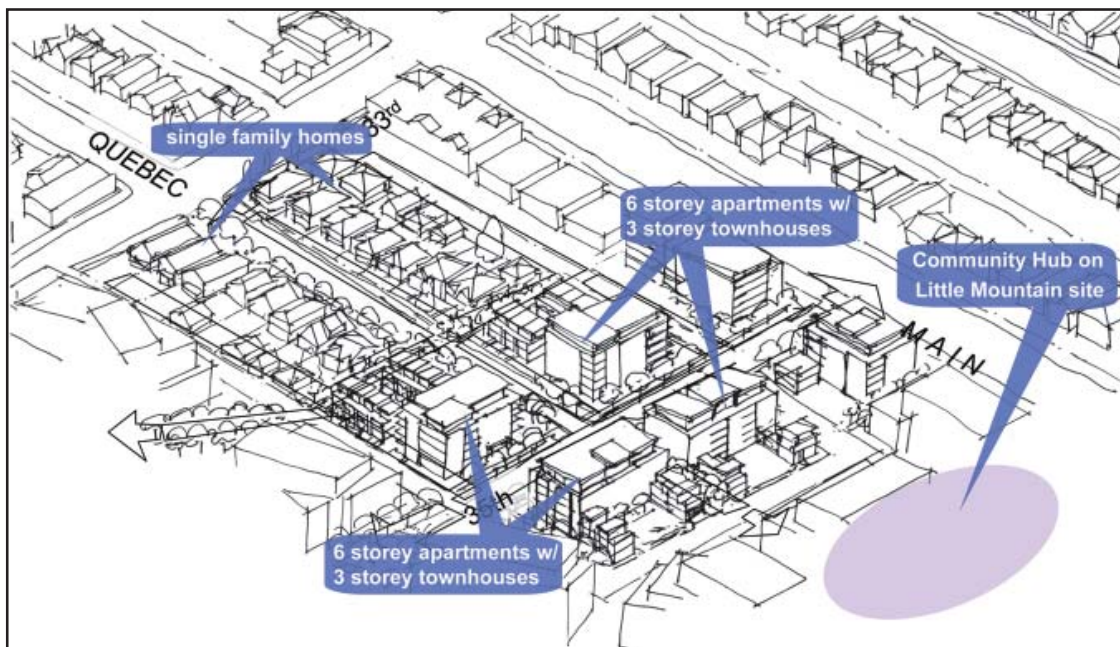 33rd
single family homes
QUEBEC
6 storey apartments w/
3 storey townhouses
Community Hub on
Little Mountain site
MAIN
35th
6 storey apartments w/
3 storey townhouses